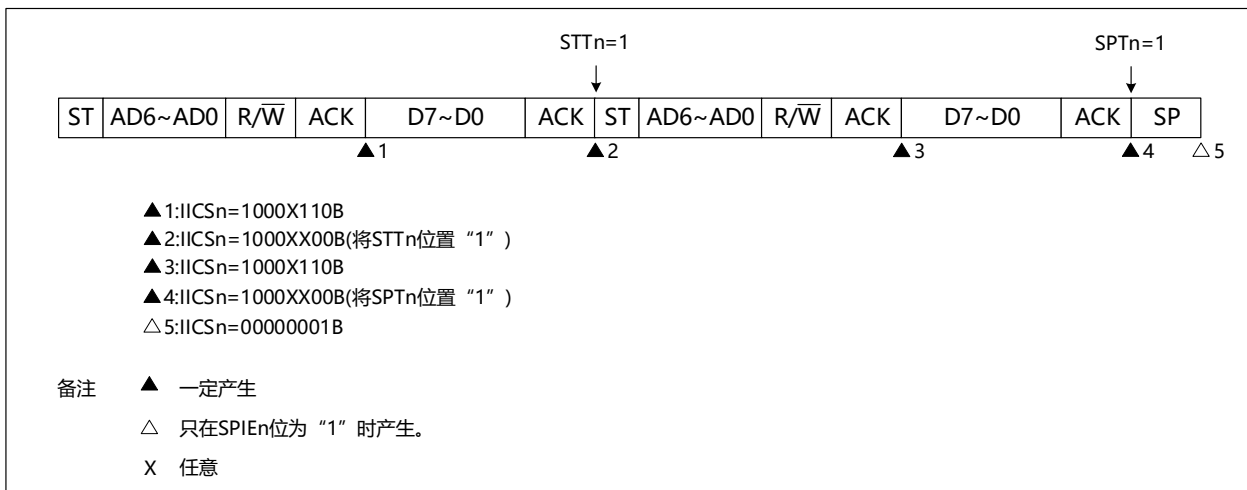 STTn=1 SPTn=1
ST AD6~AD0 R/W̅ ACK D7~D0 ACK ST AD6~AD0 R/W̅ ACK D7~D0 ACK SP
▲1 ▲2 ▲3 ▲4 △5
▲1:IICSn=1000X110B
▲2:IICSn=1000XX00B(将STTn位置“1”)
▲3:IICSn=1000X110B
▲4:IICSn=1000XX00B(将SPTn位置“1”)
△5:IICSn=00000001B
备注 ▲ 一定产生
△ 只在SPIEn位为“1”时产生。
X 任意